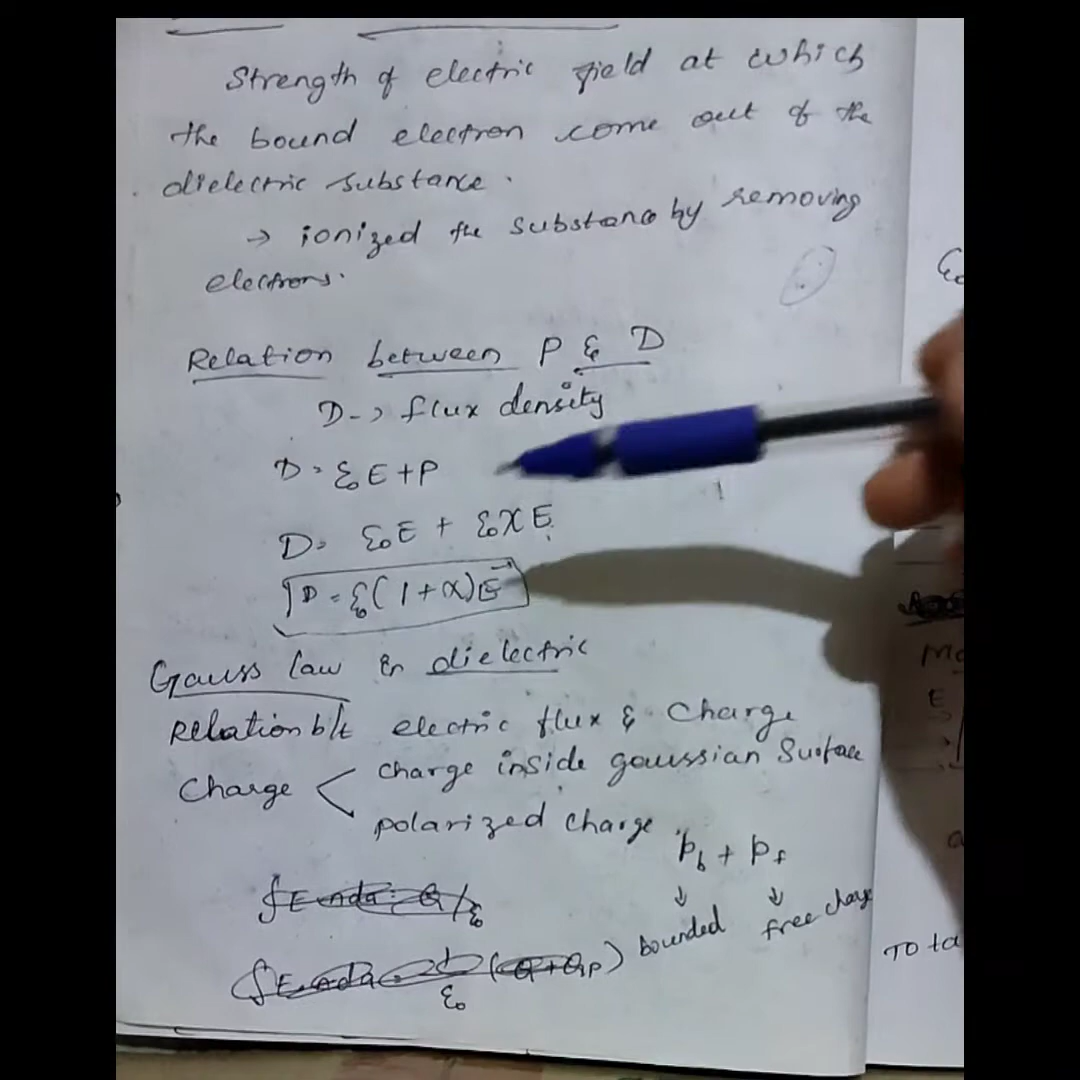 Strength of electric field at which
the bound electron come out of the
dielectric substance.
→ ionized the substance by removing
electrons.
Relation between P & D
D → flux density
D = ε₀E + P
D = ε₀E + ε₀χE
D = ε₀(1+χ)E
Gauss law in dielectric
Relation b/t electric flux & charge
Charge < charge inside gaussian Surface
polarized charge
ρb + ρf
bounded free charge
To ta